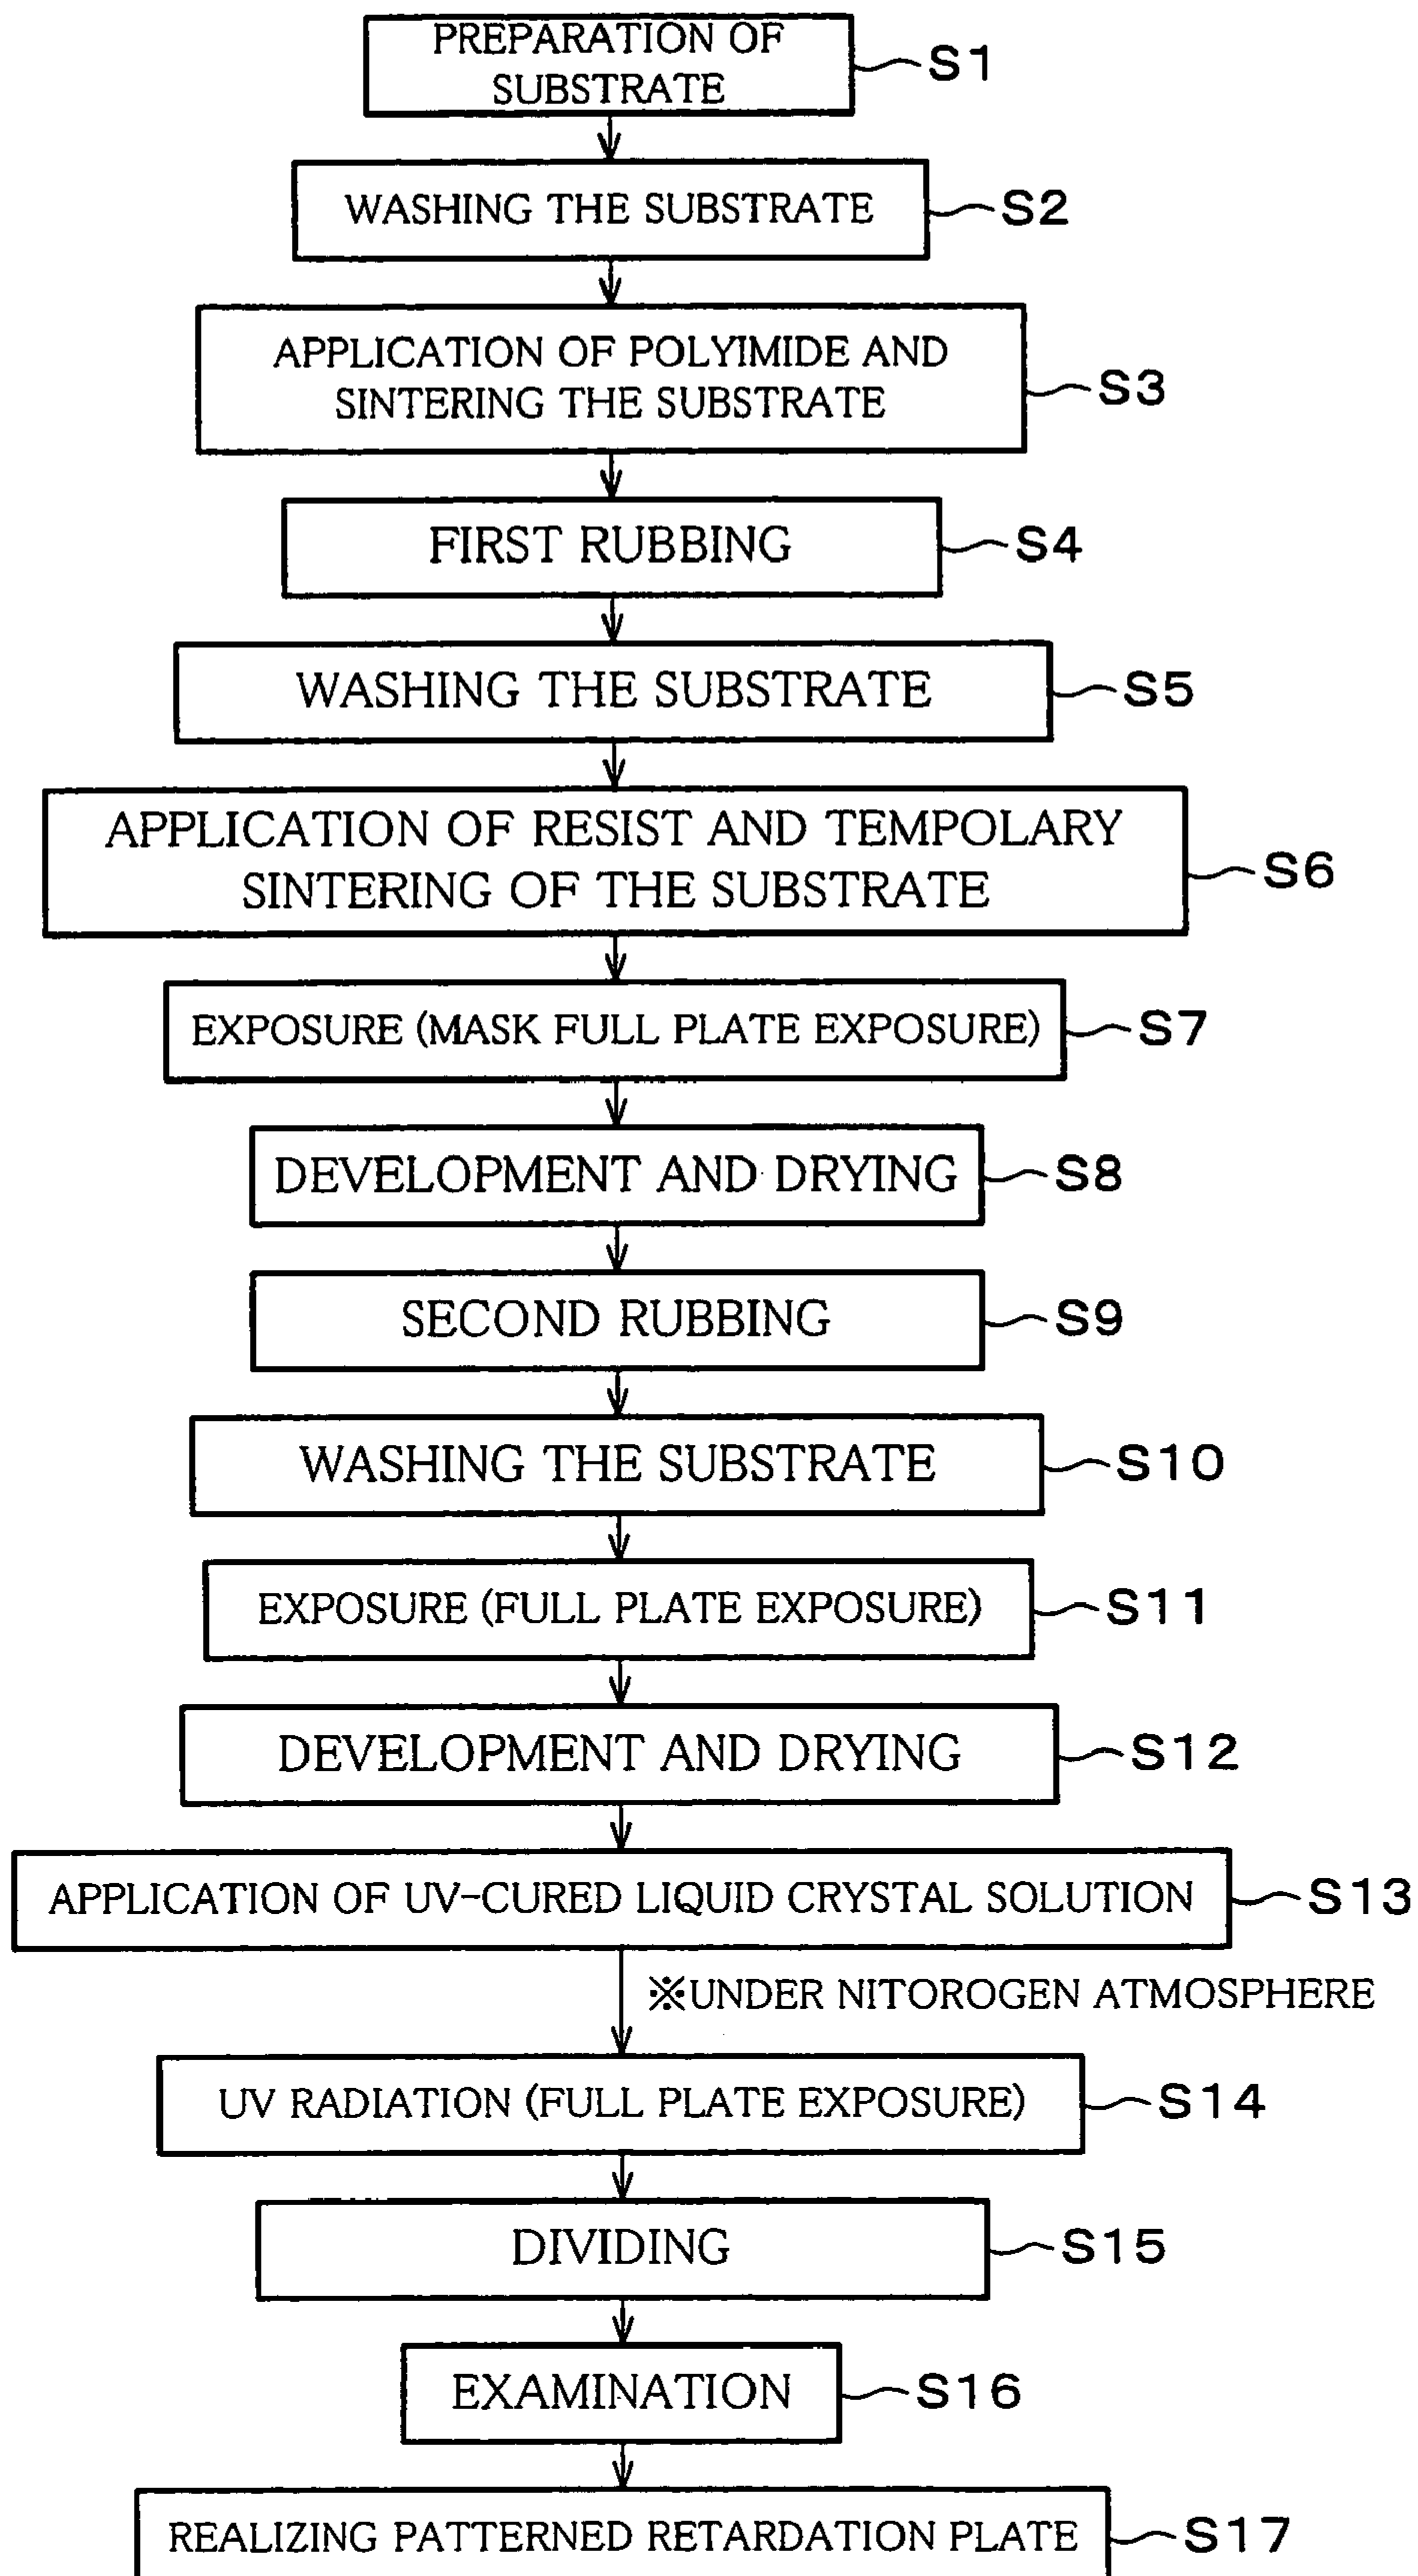 PREPARATION OF
SUBSTRATE
S1
WASHING THE SUBSTRATE
S2
APPLICATION OF POLYIMIDE AND
SINTERING THE SUBSTRATE
S3
FIRST RUBBING
S4
WASHING THE SUBSTRATE
S5
APPLICATION OF RESIST AND TEMPOLARY
SINTERING OF THE SUBSTRATE
S6
EXPOSURE (MASK FULL PLATE EXPOSURE)
S7
DEVELOPMENT AND DRYING
S8
SECOND RUBBING
S9
WASHING THE SUBSTRATE
S10
EXPOSURE (FULL PLATE EXPOSURE)
S11
DEVELOPMENT AND DRYING
S12
APPLICATION OF UV-CURED LIQUID CRYSTAL SOLUTION
S13
※UNDER NITOROGEN ATMOSPHERE
UV RADIATION (FULL PLATE EXPOSURE)
S14
DIVIDING
S15
EXAMINATION
S16
REALIZING PATTERNED RETARDATION PLATE
S17